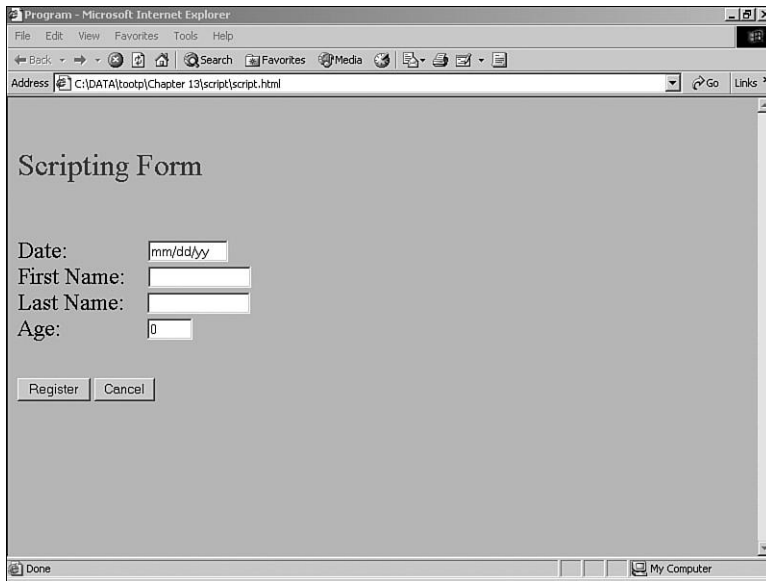 Program - Microsoft Internet Explorer
File Edit View Favorites Tools Help
Back Search Favorites Media
Address C:\DATA\tootp\Chapter 13\script\script.html Go Links
Scripting Form
Date: mm/dd/yy
First Name:
Last Name:
Age: 0
Register Cancel
Done My Computer